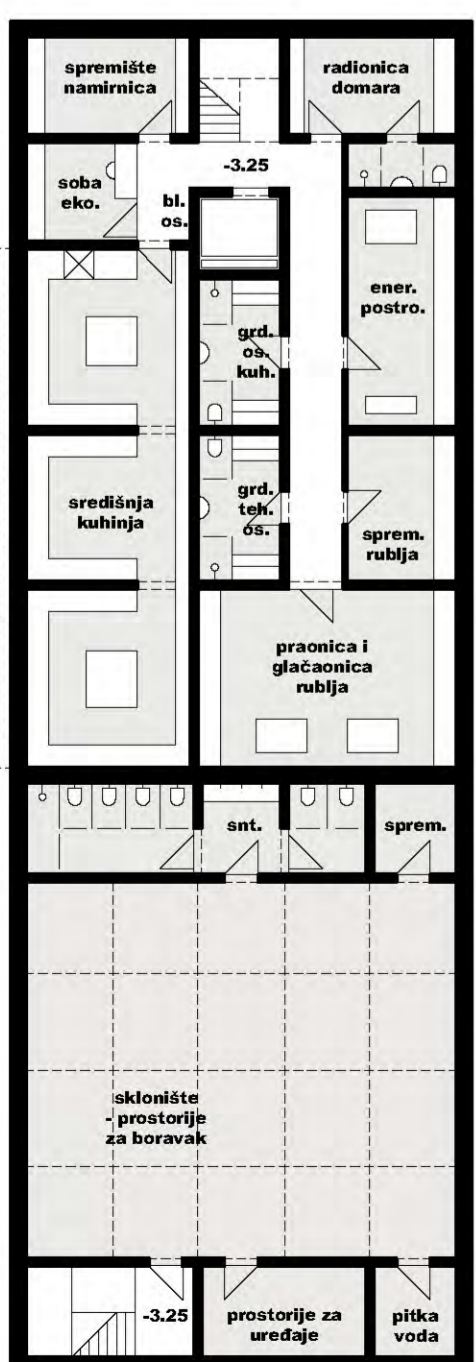 spremište
namirnica
radionica
domara
-3.25
soba
eko.
bl.
os.
ener.
postro.
grd.
os.
kuh.
središnja
kuhinja
grd.
teh.
os.
sprem.
rublja
praonica i
glačaonica
rublja
snt.
sprem.
sklonište
- prostorije
za boravak
-3.25
prostorije za
uređaje
pitka
voda